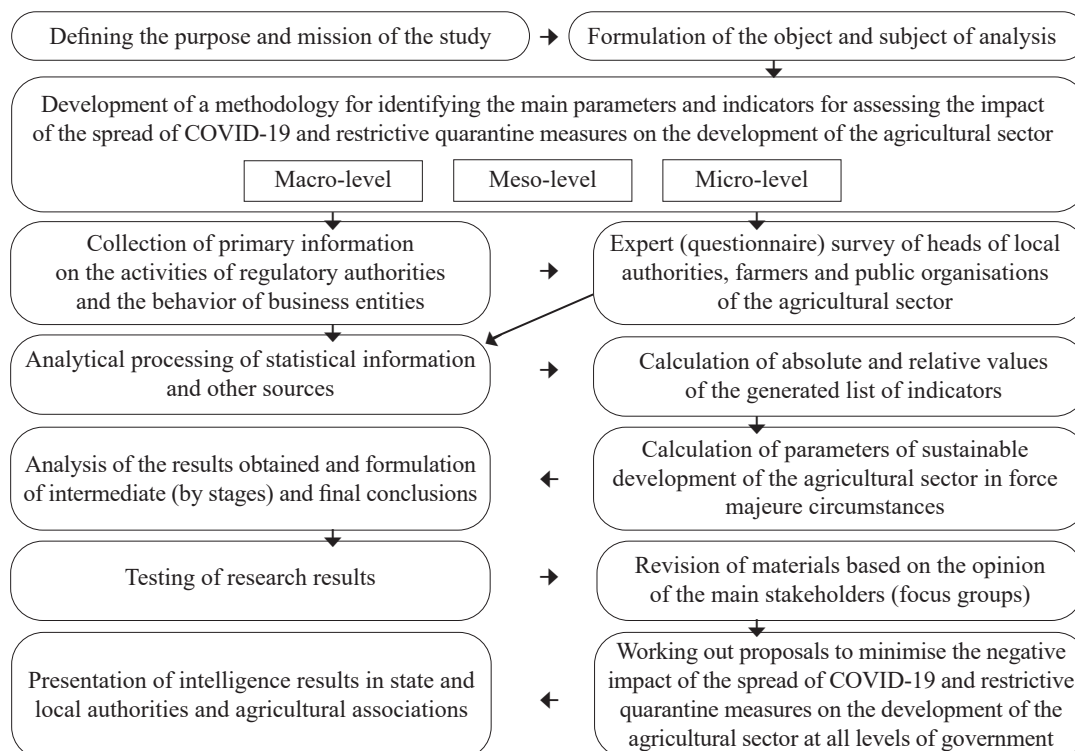 Defining the purpose and mission of the study
Formulation of the object and subject of analysis
Development of a methodology for identifying the main parameters and indicators for assessing the impact
of the spread of COVID-19 and restrictive quarantine measures on the development of the agricultural sector
Macro-level
Meso-level
Micro-level
Collection of primary information
on the activities of regulatory authorities
and the behavior of business entities
Expert (questionnaire) survey of heads of local
authorities, farmers and public organisations
of the agricultural sector
Analytical processing of statistical information
and other sources
Calculation of absolute and relative values
of the generated list of indicators
Calculation of parameters of sustainable
development of the agricultural sector in force
majeure circumstances
Analysis of the results obtained and formulation
of intermediate (by stages) and final conclusions
Testing of research results
Revision of materials based on the opinion
of the main stakeholders (focus groups)
Working out proposals to minimise the negative
impact of the spread of COVID-19 and restrictive
quarantine measures on the development of the
agricultural sector at all levels of government
Presentation of intelligence results in state and
local authorities and agricultural associations